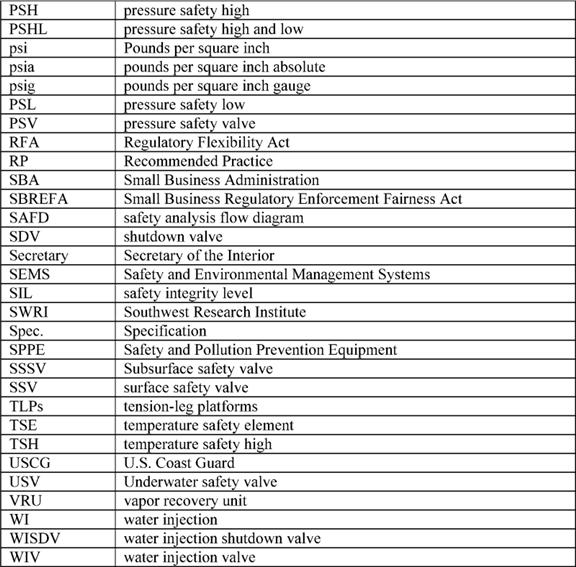 PSH pressure safety high
PSHL pressure safety high and low
psi Pounds per square inch
psia pounds per square inch absolute
psig pounds per square inch gauge
PSL pressure safety low
PSV pressure safety valve
RFA Regulatory Flexibility Act
RP Recommended Practice
SBA Small Business Administration
SBREFA Small Business Regulatory Enforcement Fairness Act
SAFD safety analysis flow diagram
SDV shutdown valve
Secretary Secretary of the Interior
SEMS Safety and Environmental Management Systems
SIL safety integrity level
SWRI Southwest Research Institute
Spec. Specification
SPPE Safety and Pollution Prevention Equipment
SSSV Subsurface safety valve
SSV surface safety valve
TLPs tension-leg platforms
TSE temperature safety element
TSH temperature safety high
USCG U.S. Coast Guard
USV Underwater safety valve
VRU vapor recovery unit
WI water injection
WISDV water injection shutdown valve
WIV water injection valve